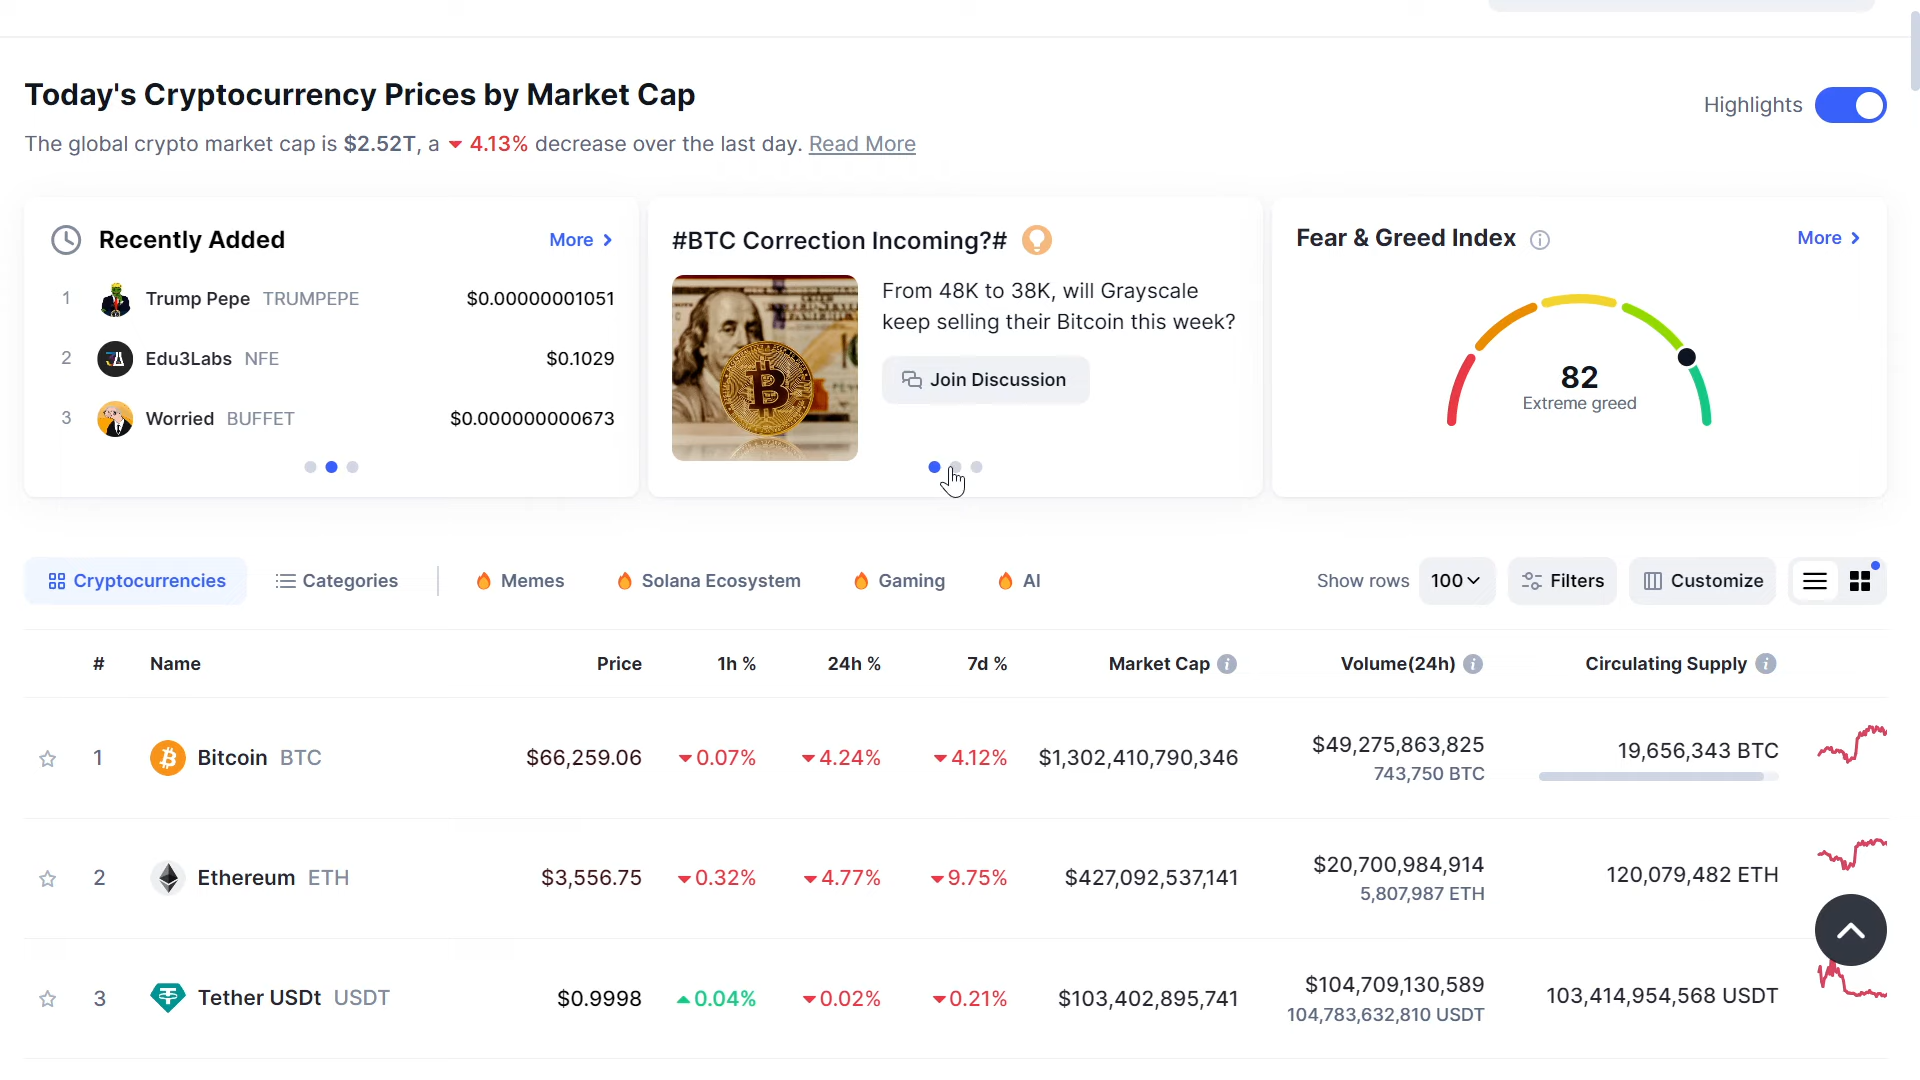 Today's Cryptocurrency Prices by Market Cap
The global crypto market cap is $2.52T, a 4.13% decrease over the last day. Read More
Highlights
Recently Added
More
1 Trump Pepe TRUMPEPE $0.00000001051
2 Edu3Labs NFE $0.1029
3 Worried BUFFET $0.000000000673
#BTC Correction Incoming?#
From 48K to 38K, will Grayscale
keep selling their Bitcoin this week?
Join Discussion
Fear & Greed Index
More
82
Extreme greed
Cryptocurrencies Categories Memes Solana Ecosystem Gaming AI Show rows 100 Filters Customize
# Name Price 1h % 24h % 7d % Market Cap Volume(24h) Circulating Supply
1 Bitcoin BTC $66,259.06 0.07% 4.24% 4.12% $1,302,410,790,346 $49,275,863,825 19,656,343 BTC
743,750 BTC
2 Ethereum ETH $3,556.75 0.32% 4.77% 9.75% $427,092,537,141 $20,700,984,914 120,079,482 ETH
5,807,987 ETH
3 Tether USDt USDT $0.9998 0.04% 0.02% 0.21% $103,402,895,741 $104,709,130,589 103,414,954,568 USDT
104,783,632,810 USDT